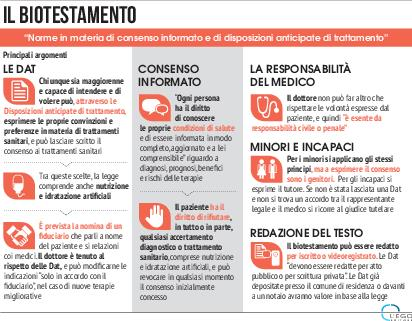 IL BIOTESTAMENTO
"Norme in materia di consenso informato e di disposizioni anticipate di trattamento"
Principali argomenti
LE DAT
Chiunque sia maggiorenne
e capace di intendere e di
volere può, attraverso le
Disposizioni anticipate di trattamento,
esprimere le proprie convinzioni e
preferenze in materia di trattamenti
sanitari, e può lasciare scritto il
consenso ai trattamenti sanitari
Tra queste scelte, la legge
comprende anche nutrizione
e idratazione artificiali
È prevista la nomina di un
fiduciario che parli a nome
del paziente e si relazioni
coi medici. Il dottore è tenuto al
rispetto delle Dat, e può modificarne le
indicazioni "solo in accordo con il
fiduciario", nel caso di nuove terapie
migliorative
CONSENSO
INFORMATO
"Ogni persona
ha il diritto
di conoscere
le proprie condizioni di salute
e di essere informata in modo
completo, aggiornato e a lei
comprensibile" riguardo a
diagnosi, prognosi, benefici
e rischi delle terapie
Il paziente ha il
diritto di rifiutare,
in tutto o in parte,
qualsiasi accertamento
diagnostico o trattamento
sanitario, comprese nutrizione
e idratazione artificiali, e può
revocare in qualsiasi momento
il consenso inizialmente
concesso
LA RESPONSABILITÀ
DEL MEDICO
Il dottore non può far altro che
rispettare le volontà espresse dal
paziente, e quindi "è esente da
responsabilità civile o penale"
MINORI E INCAPACI
Per i minori si applicano gli stessi
principi, ma a esprimere il consenso
sono i genitori. Per gli incapaci si
esprime il tutore. Se non è stata lasciata una Dat
e non si trova un accordo tra il rappresentante
legale e il medico si ricorre al giudice tutelare
REDAZIONE DEL TESTO
Il biotestamento può essere redatto
per iscritto o videoregistrato. Le Dat
"devono essere redatte per atto
pubblico o per scrittura privata". Le Dat già
depositate presso il comune di residenza o davanti
a un notaio avranno valore in base alla legge
L'EGO